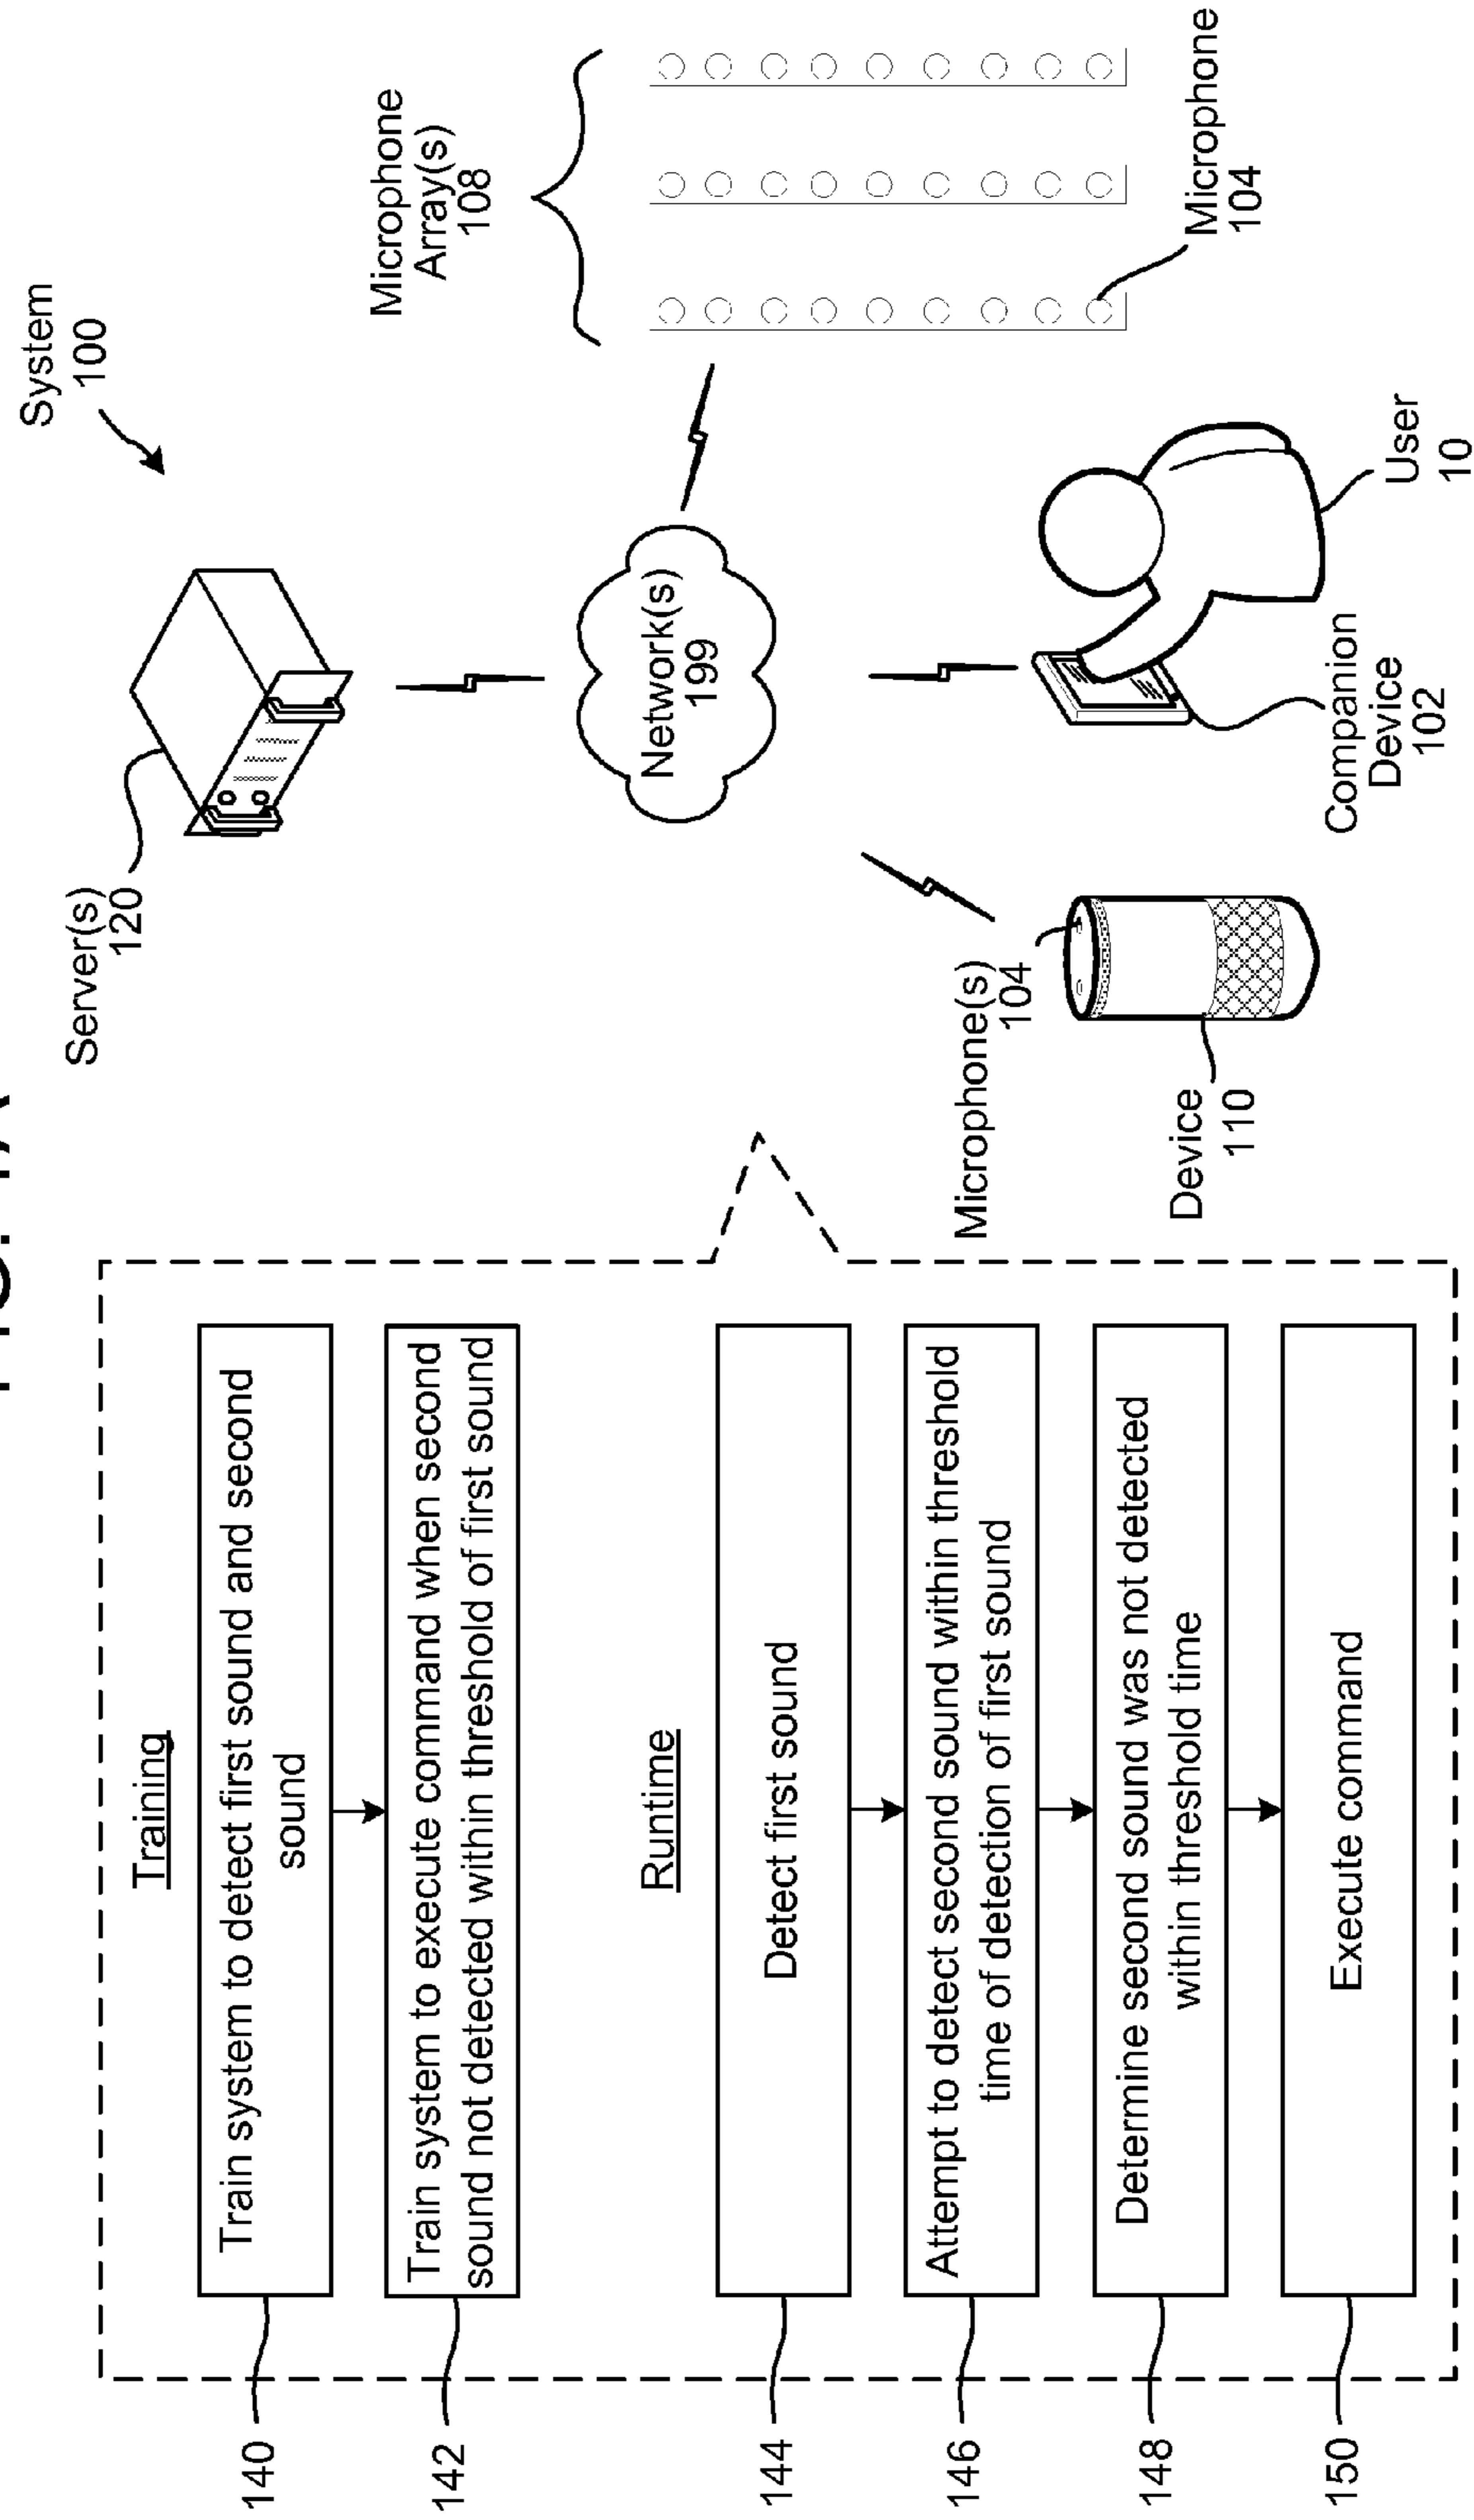 System
100
Server(s)
120
Microphone
Array(s)
108
Network(s)
199
Microphone
104
Microphone(s)
104
Device
110
Companion
Device
102
User
10
Training
140
Train system to detect first sound and second
sound
142
Train system to execute command when second
sound not detected within threshold of first sound
Runtime
144
Detect first sound
146
Attempt to detect second sound within threshold
time of detection of first sound
148
Determine second sound was not detected
within threshold time
150
Execute command